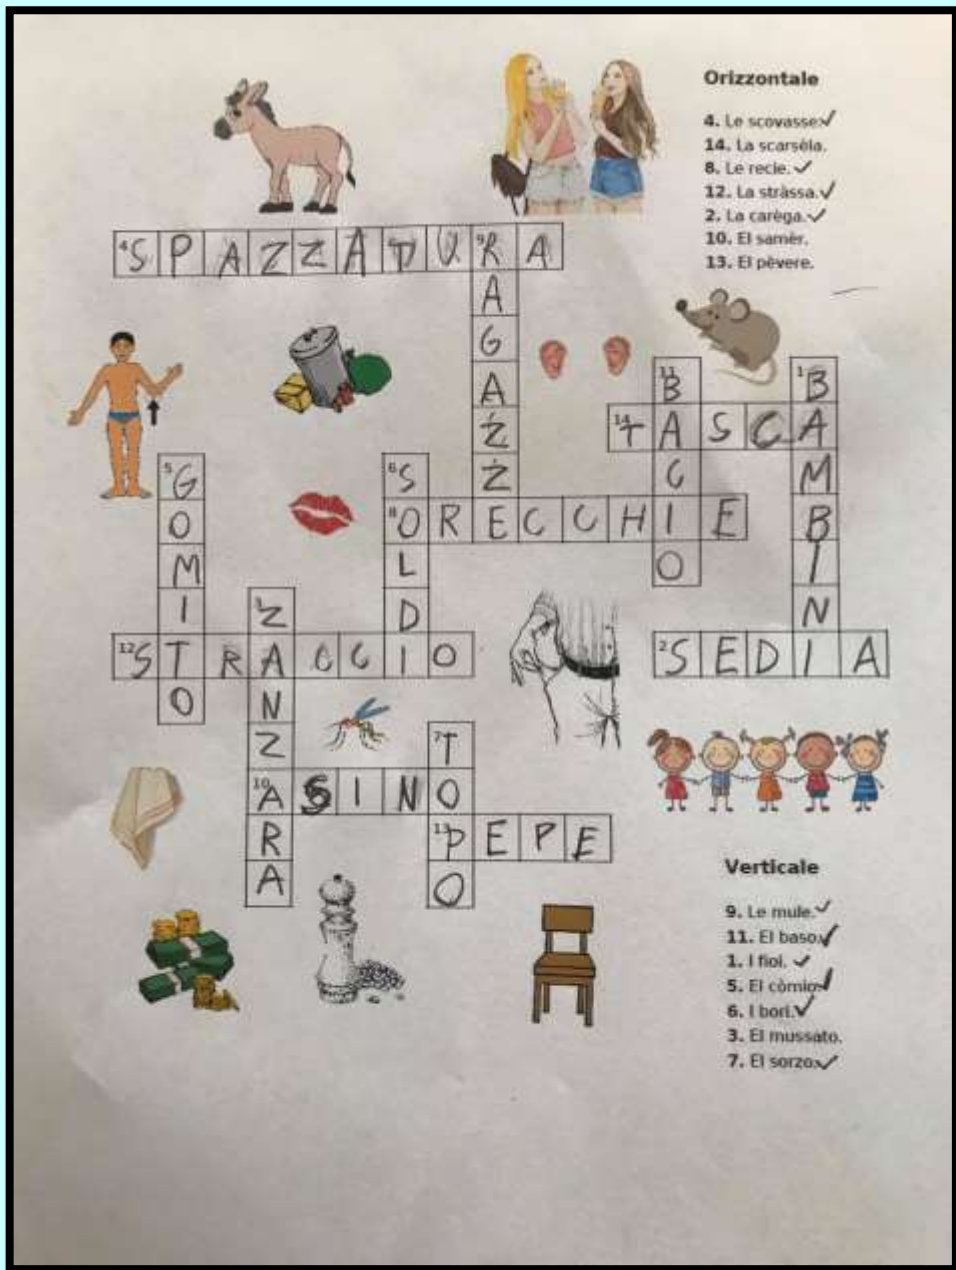 Orizzontale
4. Le scovasse.
14. La scarsèla.
8. Le recie.
12. La stràssa.
2. La carèga.
10. El samèr.
13. El pèvere.
4 SPAZZATURA
9 RAGAZZE
11 BACIO
1 BAMBINI
14 TASCA
5 GOMITO
6 SOLDI
8 ORECCHIE
3 ZANZARA
12 STRACCIO
2 SEDIA
7 TOPO
10 ASINO
13 PEPE
Verticale
9. Le mule.
11. El baso.
1. I fioi.
5. El còmio.
6. I bori.
3. El mussato.
7. El sorzo.